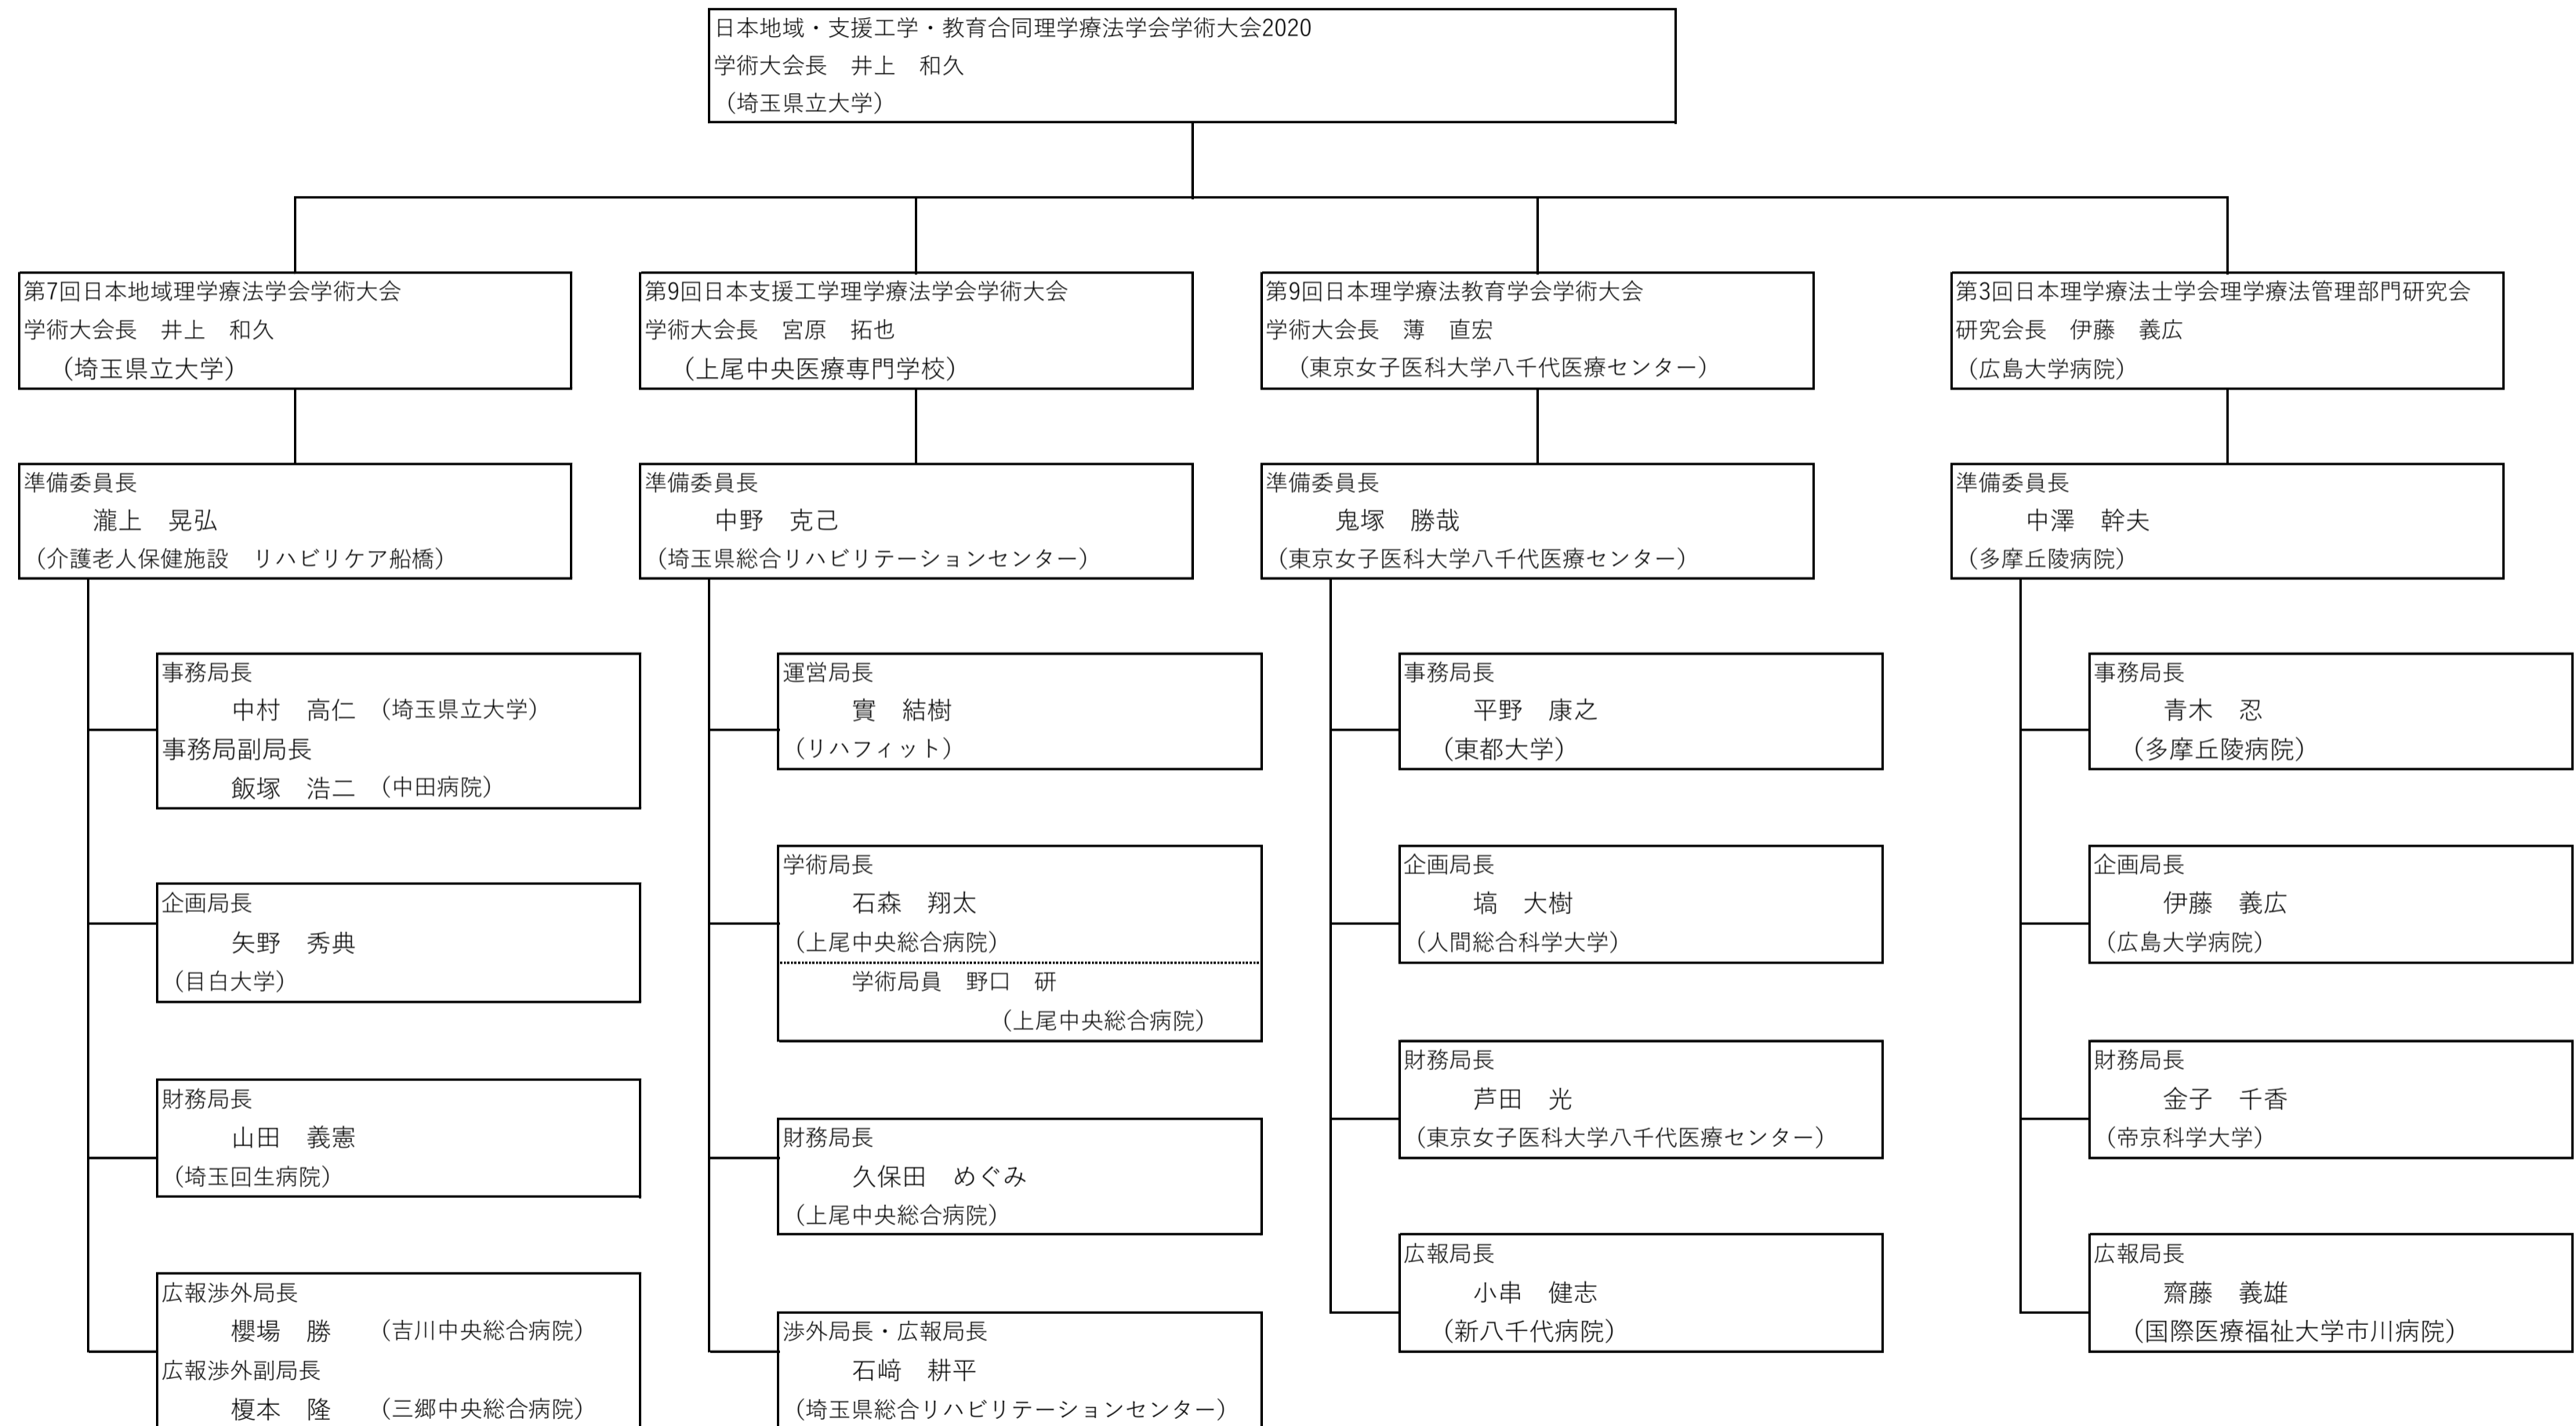 日本地域・支援工学・教育合同理学療法学会学術大会2020
学術大会長　井上　和久
（埼玉県立大学）
第7回日本地域理学療法学会学術大会
学術大会長　井上　和久
（埼玉県立大学）
第9回日本支援工学理学療法学会学術大会
学術大会長　宮原　拓也
（上尾中央医療専門学校）
第9回日本理学療法教育学会学術大会
学術大会長　薄　直宏
（東京女子医科大学八千代医療センター）
第3回日本理学療法士学会理学療法管理部門研究会
研究会長　伊藤　義広
（広島大学病院）
準備委員長
瀧上　晃弘
（介護老人保健施設　リハビリケア船橋）
準備委員長
中野　克己
（埼玉県総合リハビリテーションセンター）
準備委員長
鬼塚　勝哉
（東京女子医科大学八千代医療センター）
準備委員長
中澤　幹夫
（多摩丘陵病院）
事務局長
中村　高仁　（埼玉県立大学）
事務局副局長
飯塚　浩二　（中田病院）
企画局長
矢野　秀典
（目白大学）
財務局長
山田　義憲
（埼玉回生病院）
広報渉外局長
櫻場　勝　（吉川中央総合病院）
広報渉外副局長
榎本　隆　（三郷中央総合病院）
運営局長
實　結樹
（リハフィット）
学術局長
石森　翔太
（上尾中央総合病院）
学術局員　野口　研
（上尾中央総合病院）
財務局長
久保田　めぐみ
（上尾中央総合病院）
渉外局長・広報局長
石﨑　耕平
（埼玉県総合リハビリテーションセンター）
事務局長
平野　康之
（東都大学）
企画局長
塙　大樹
（人間総合科学大学）
財務局長
芦田　光
（東京女子医科大学八千代医療センター）
広報局長
小串　健志
（新八千代病院）
事務局長
青木　忍
（多摩丘陵病院）
企画局長
伊藤　義広
（広島大学病院）
財務局長
金子　千香
（帝京科学大学）
広報局長
齋藤　義雄
（国際医療福祉大学市川病院）